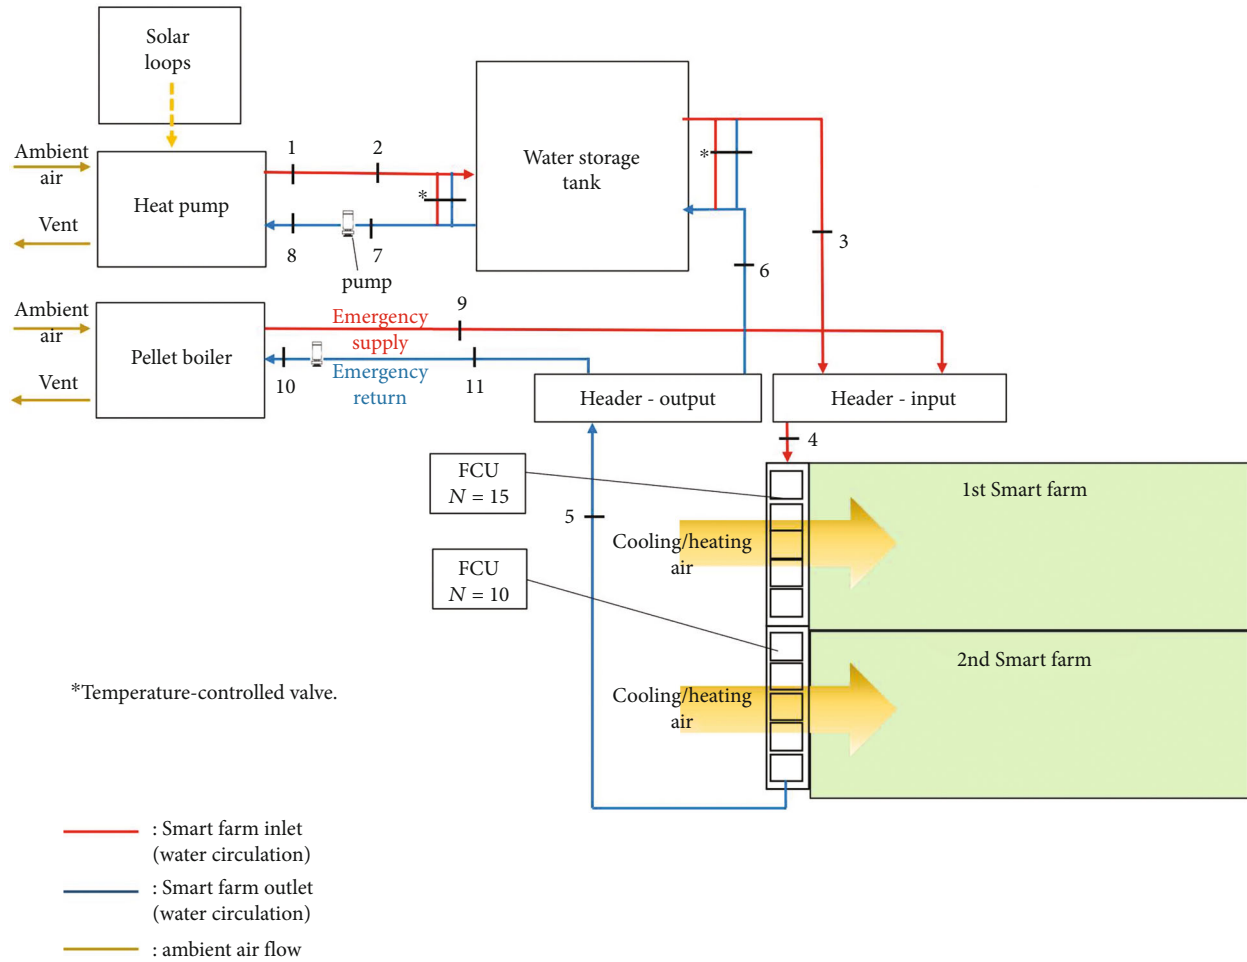 Solar
loops
Ambient
air
Vent
Heat pump
1
2
*
8
7
pump
Water storage
tank
*
3
6
Ambient
air
Vent
Pellet boiler
9
Emergency
supply
10
Emergency
return
11
Header - output
Header - input
4
FCU
N = 15
5
Cooling/heating
air
1st Smart farm
FCU
N = 10
2nd Smart farm
Cooling/heating
air
*Temperature-controlled valve.
: Smart farm inlet
(water circulation)
: Smart farm outlet
(water circulation)
: ambient air flow